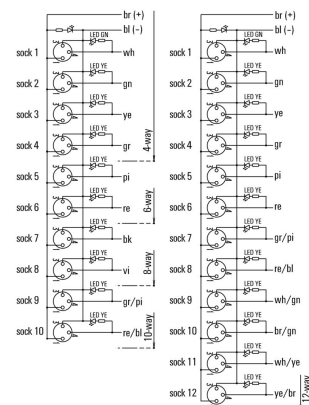 br (+)
bl (−)
LED GN
sock 1 wh
LED YE
sock 2 gn
LED YE
sock 3 ye
LED YE
sock 4 gr
4-way
LED YE
sock 5 pi
LED YE
sock 6 re
6-way
LED YE
sock 7 bk
LED YE
sock 8 vi
8-way
LED YE
sock 9 gr/pi
LED YE
sock 10 re/bl
10-way
br (+)
bl (−)
LED GN
sock 1 wh
LED YE
sock 2 gn
LED YE
sock 3 ye
LED YE
sock 4 gr
LED YE
sock 5 pi
LED YE
sock 6 re
LED YE
sock 7 gr/pi
LED YE
sock 8 re/bl
LED YE
sock 9 wh/gn
LED YE
sock 10 br/gn
LED YE
sock 11 wh/ye
LED YE
sock 12 ye/br
12-way